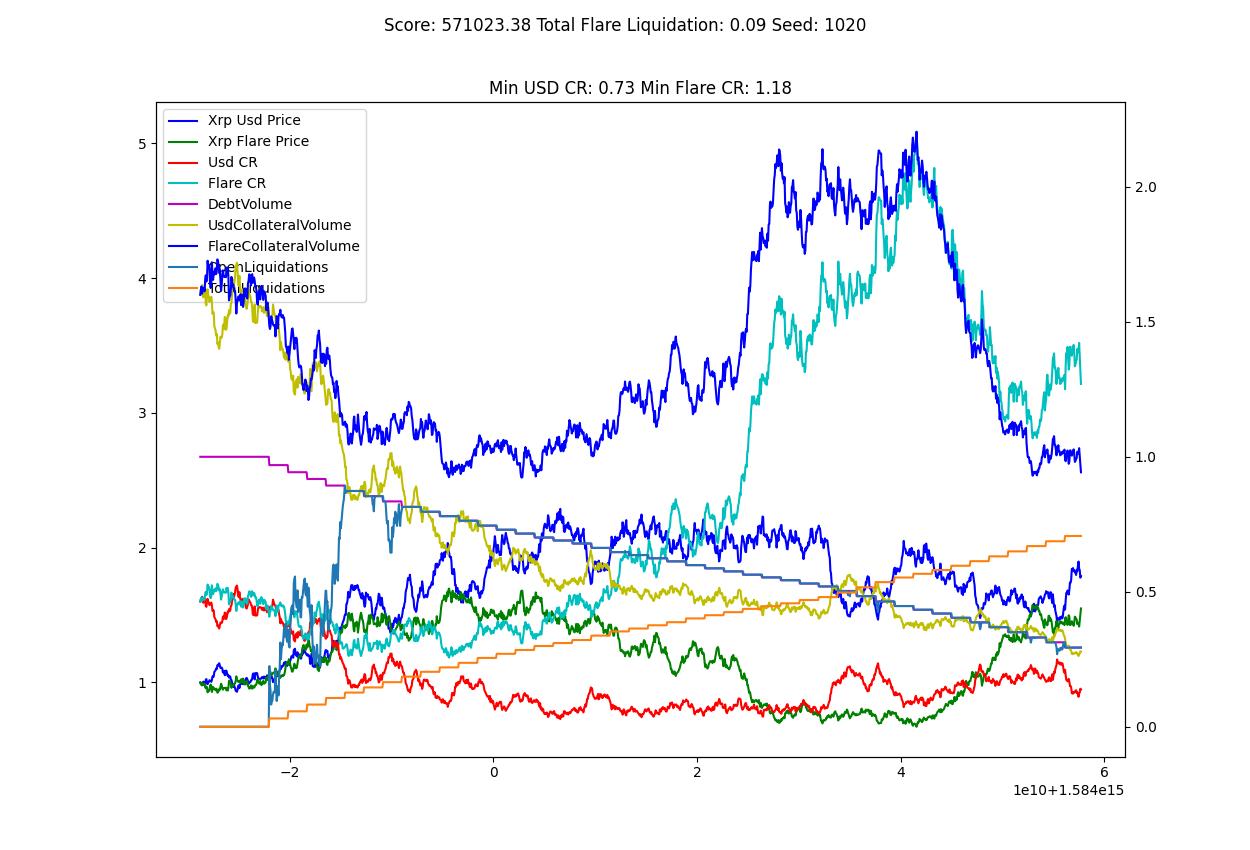 Score: 571023.38 Total Flare Liquidation: 0.09 Seed: 1020
Min USD CR: 0.73 Min Flare CR: 1.18
Xrp Usd Price
Xrp Flare Price
Usd CR
Flare CR
DebtVolume
UsdCollateralVolume
FlareCollateralVolume
OpenLiquidations
TotalLiquidations
5
4
3
2
1
2.0
1.5
1.0
0.5
0.0
−2
0
2
4
6
1e10+1.584e15